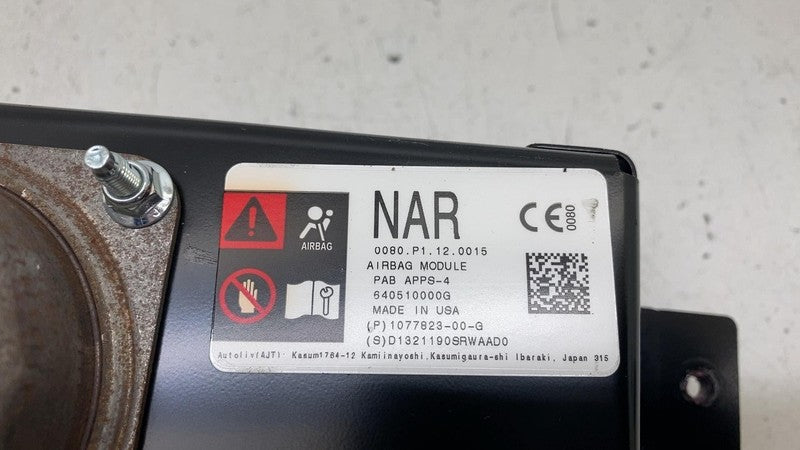 NAR
CE 0080
0080.P1.12.0015
AIRBAG
AIRBAG MODULE
PAB APPS-4
640510000G
MADE IN USA
(P)1077823-00-G
(S)D1321190SRWAAD0
Autoliv(AJT): Kasumi764-12 Kamiinayoshi,Kasumigaura-shi Ibaraki, Japan 315